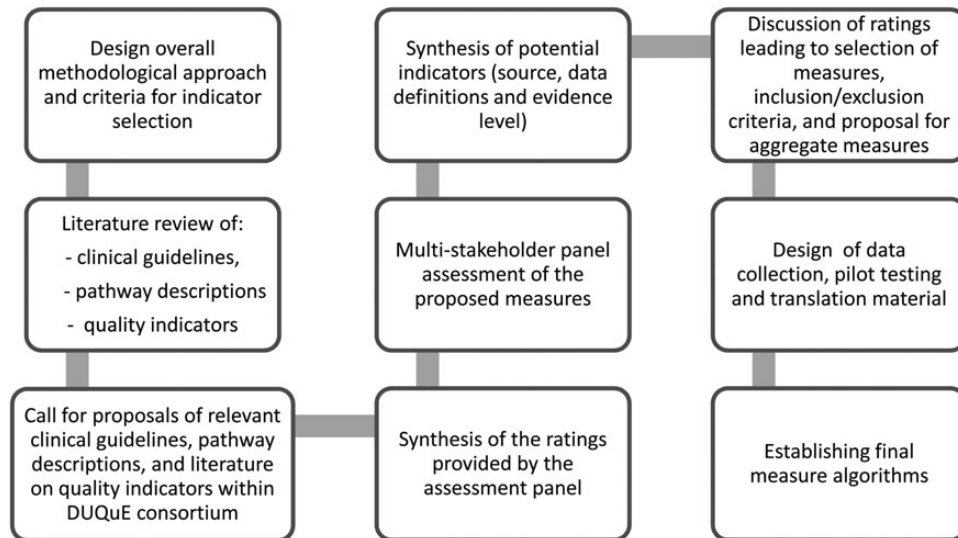 Design overall
methodological approach
and criteria for indicator
selection
Literature review of:
- clinical guidelines,
- pathway descriptions
- quality indicators
Call for proposals of relevant
clinical guidelines, pathway
descriptions, and literature
on quality indicators within
DUQuE consortium
Synthesis of potential
indicators (source, data
definitions and evidence
level)
Multi-stakeholder panel
assessment of the
proposed measures
Synthesis of the ratings
provided by the
assessment panel
Discussion of ratings
leading to selection of
measures,
inclusion/exclusion
criteria, and proposal for
aggregate measures
Design of data
collection, pilot testing
and translation material
Establishing final
measure algorithms